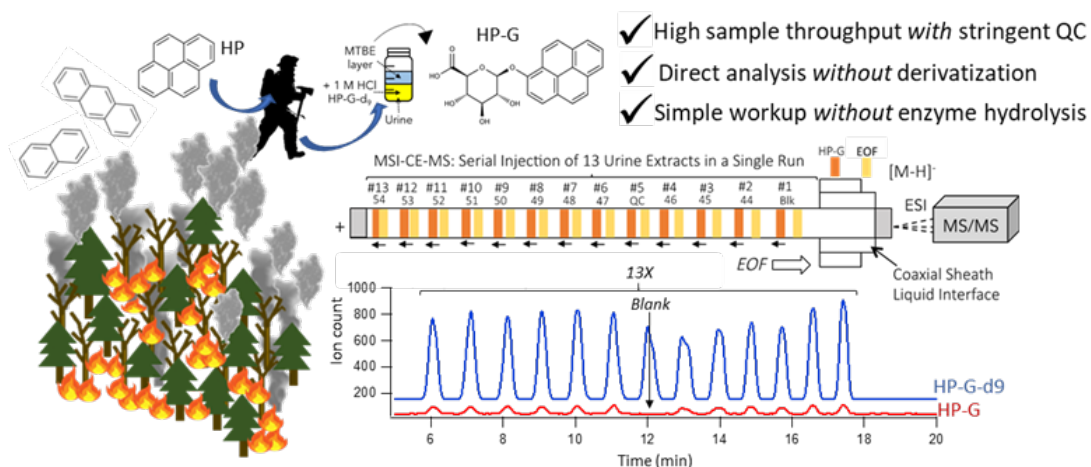 HP
MTBE
layer
+ 1 M HCl
HP-G-d₉
Urine
HP-G
O
HO
HO
OH
OH
O
O
✓ High sample throughput with stringent QC
✓ Direct analysis without derivatization
✓ Simple workup without enzyme hydrolysis
MSI-CE-MS: Serial Injection of 13 Urine Extracts in a Single Run
HP-G EOF
[M-H]⁻
#13 #12 #11 #10 #9 #8 #7 #6 #5 #4 #3 #2 #1
54 53 52 51 50 49 48 47 QC 46 45 44 Blk
+
ESI
MS/MS
EOF
Coaxial Sheath
Liquid Interface
13X
Blank
Ion count
1000
800
600
400
200
HP-G-d9
HP-G
6 8 10 12 14 16 18 20
Time (min)